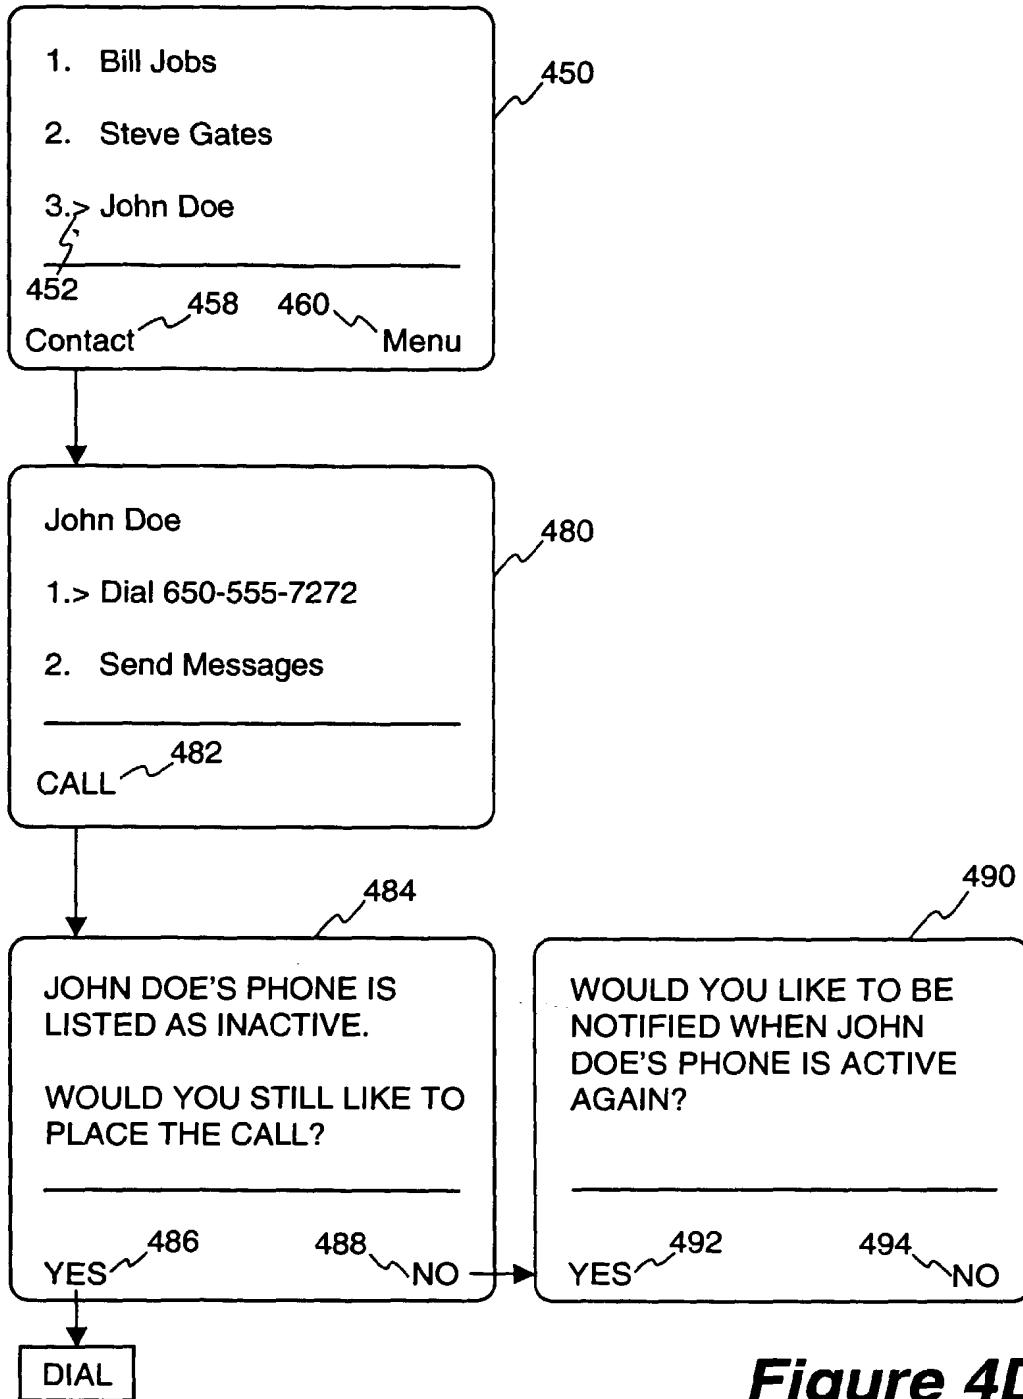 1. Bill Jobs
450
2. Steve Gates
3.> John Doe
452
458
460
Contact
Menu
John Doe
480
1.> Dial 650-555-7272
2. Send Messages
482
CALL
484
490
JOHN DOE'S PHONE IS
LISTED AS INACTIVE.
WOULD YOU STILL LIKE TO
PLACE THE CALL?
486
488
YES
NO
WOULD YOU LIKE TO BE
NOTIFIED WHEN JOHN
DOE'S PHONE IS ACTIVE
AGAIN?
492
494
YES
NO
DIAL
Figure 4D